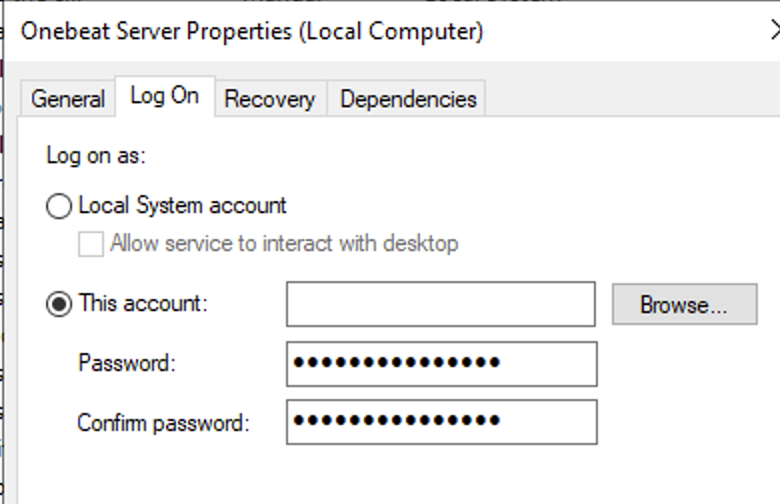 Onebeat Server Properties (Local Computer)
General Log On Recovery Dependencies
Log on as:
Local System account
Allow service to interact with desktop
This account: Browse...
Password: •••••••••••••••
Confirm password: •••••••••••••••